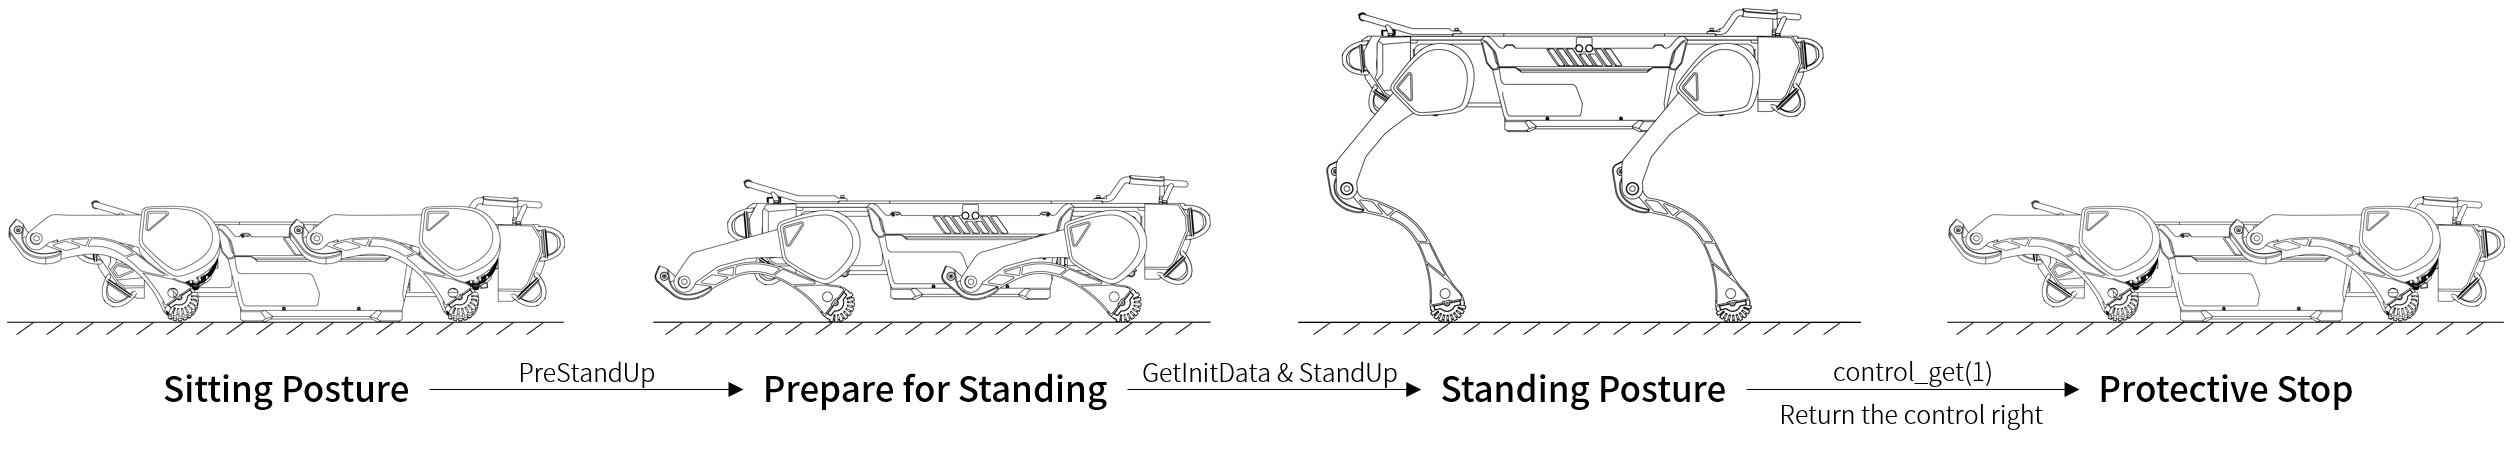 Sitting Posture
PreStandUp
Prepare for Standing
GetInitData & StandUp
Standing Posture
control_get(1)
Return the control right
Protective Stop